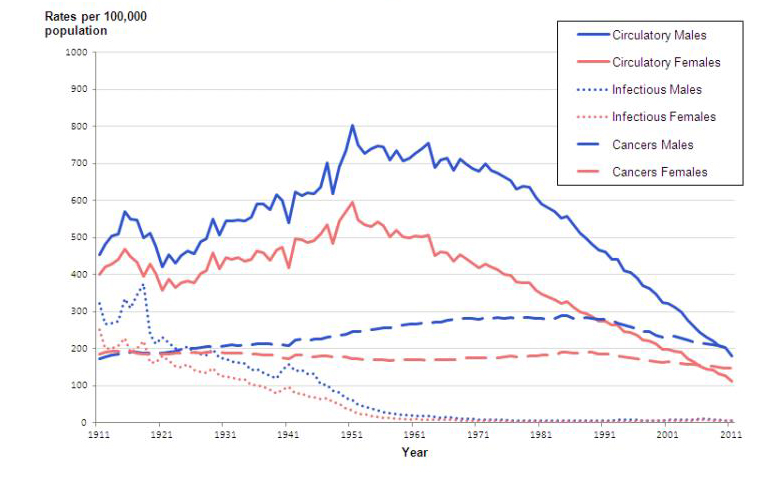 Rates per 100,000
population
Circulatory Males
Circulatory Females
Infectious Males
Infectious Females
Cancers Males
Cancers Females
1000
900
800
700
600
500
400
300
200
100
0
1911 1921 1931 1941 1951 1961 1971 1981 1991 2001 2011
Year